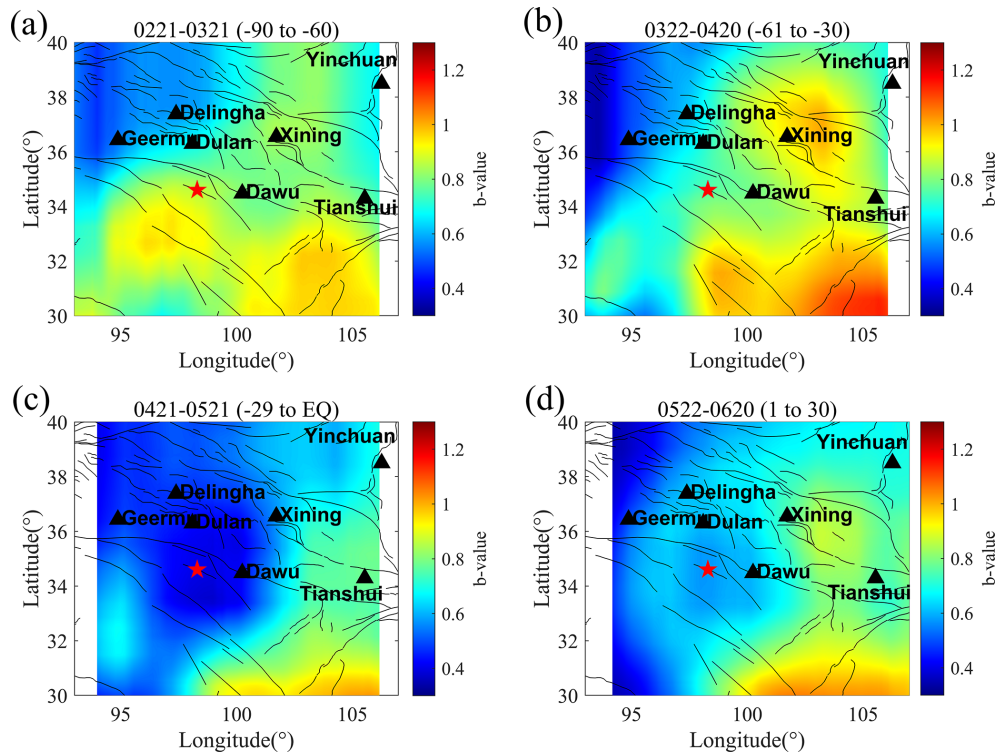 (a)
0221-0321 (-90 to -60)
40
38
36
34
32
30
95
100
105
Latitude(°)
Longitude(°)
Yinchuan
Delingha
Geerm
Dulan
Xining
Dawu
Tianshui
1.2
1
0.8
0.6
0.4
b-value
(b)
0322-0420 (-61 to -30)
40
38
36
34
32
30
95
100
105
Latitude(°)
Longitude(°)
Yinchuan
Delingha
Geerm
Dulan
Xining
Dawu
Tianshui
1.2
1
0.8
0.6
0.4
b-value
(c)
0421-0521 (-29 to EQ)
40
38
36
34
32
30
95
100
105
Latitude(°)
Longitude(°)
Yinchuan
Delingha
Geerm
Dulan
Xining
Dawu
Tianshui
1.2
1
0.8
0.6
0.4
b-value
(d)
0522-0620 (1 to 30)
40
38
36
34
32
30
95
100
105
Latitude(°)
Longitude(°)
Yinchuan
Delingha
Geerm
Dulan
Xining
Dawu
Tianshui
1.2
1
0.8
0.6
0.4
b-value